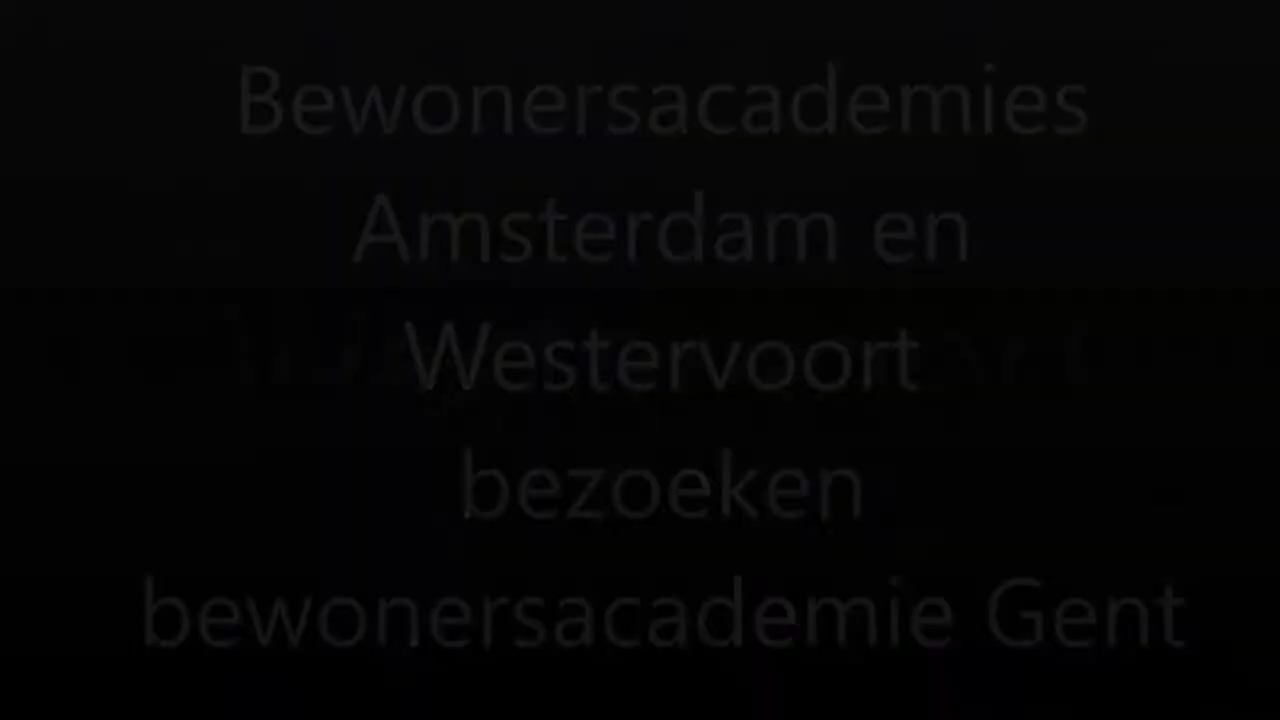 Bewonersacademies
Amsterdam en
Westervoort
bezoeken
bewonersacademie Gent